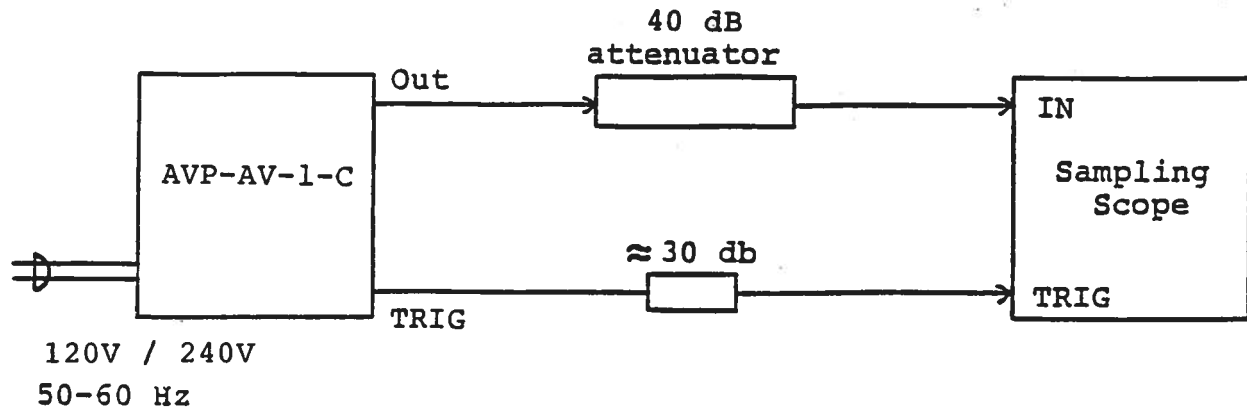 40 dB
attenuator
Out
IN
AVP-AV-1-C
Sampling
Scope
≈ 30 db
TRIG
TRIG
120V / 240V
50-60 Hz